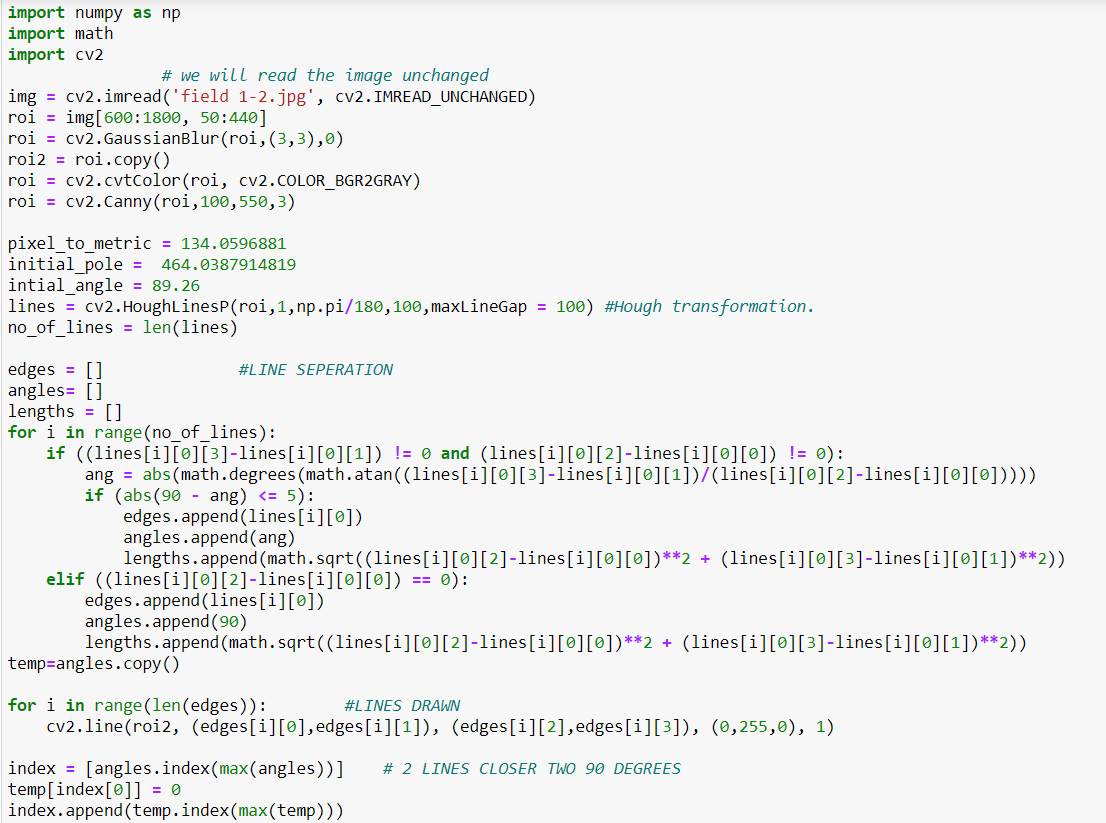 import numpy as np
import math
import cv2
# we will read the image unchanged
img = cv2.imread('field 1-2.jpg', cv2.IMREAD_UNCHANGED)
roi = img[600:1800, 50:440]
roi = cv2.GaussianBlur(roi,(3,3),0)
roi2 = roi.copy()
roi = cv2.cvtColor(roi, cv2.COLOR_BGR2GRAY)
roi = cv2.Canny(roi,100,550,3)
pixel_to_metric = 134.0596881
initial_pole =  464.0387914819
intial_angle = 89.26
lines = cv2.HoughLinesP(roi,1,np.pi/180,100,maxLineGap = 100) #Hough transformation.
no_of_lines = len(lines)
edges = []              #LINE SEPERATION
angles= []
lengths = []
for i in range(no_of_lines):
    if ((lines[i][0][3]-lines[i][0][1]) != 0 and (lines[i][0][2]-lines[i][0][0]) != 0):
        ang = abs(math.degrees(math.atan((lines[i][0][3]-lines[i][0][1])/(lines[i][0][2]-lines[i][0][0]))))
        if (abs(90 - ang) <= 5):
            edges.append(lines[i][0])
            angles.append(ang)
            lengths.append(math.sqrt((lines[i][0][2]-lines[i][0][0])**2 + (lines[i][0][3]-lines[i][0][1])**2))
    elif ((lines[i][0][2]-lines[i][0][0]) == 0):
        edges.append(lines[i][0])
        angles.append(90)
        lengths.append(math.sqrt((lines[i][0][2]-lines[i][0][0])**2 + (lines[i][0][3]-lines[i][0][1])**2))
temp=angles.copy()
for i in range(len(edges)):        #LINES DRAWN
    cv2.line(roi2, (edges[i][0],edges[i][1]), (edges[i][2],edges[i][3]), (0,255,0), 1)
index = [angles.index(max(angles))]    # 2 LINES CLOSER TWO 90 DEGREES
temp[index[0]] = 0
index.append(temp.index(max(temp)))